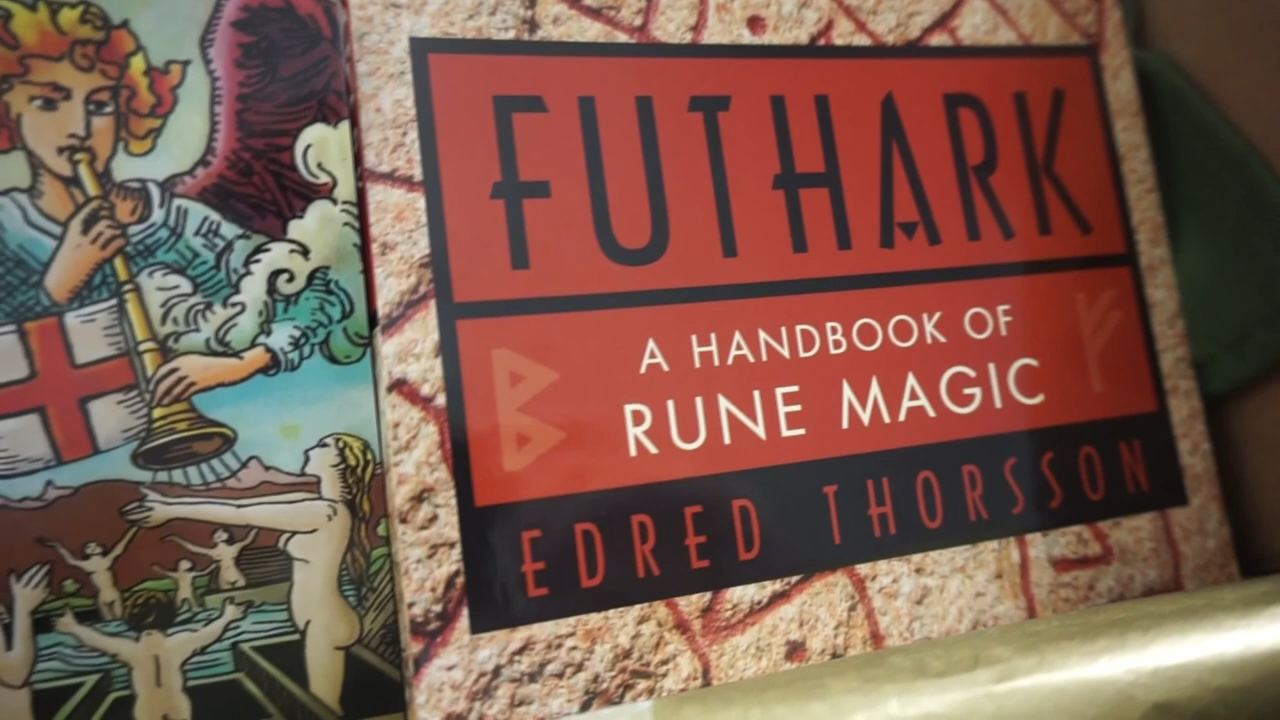 FUTHARK
A HANDBOOK OF
RUNE MAGIC
ᛒ ᚠ
EDRED THORSSON